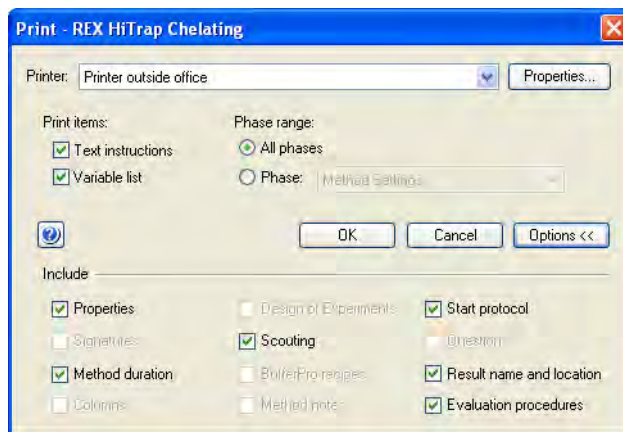 Print - REX HiTrap Chelating
Printer: Printer outside office Properties...
Print items: Phase range:
Text instructions All phases
Variable list Phase: Method Settings
OK Cancel Options <<
Include
Properties Design of Experiments Start protocol
Signatures Scouting Question
Method duration BufferPro recipes Result name and location
Columns Method notes Evaluation procedures